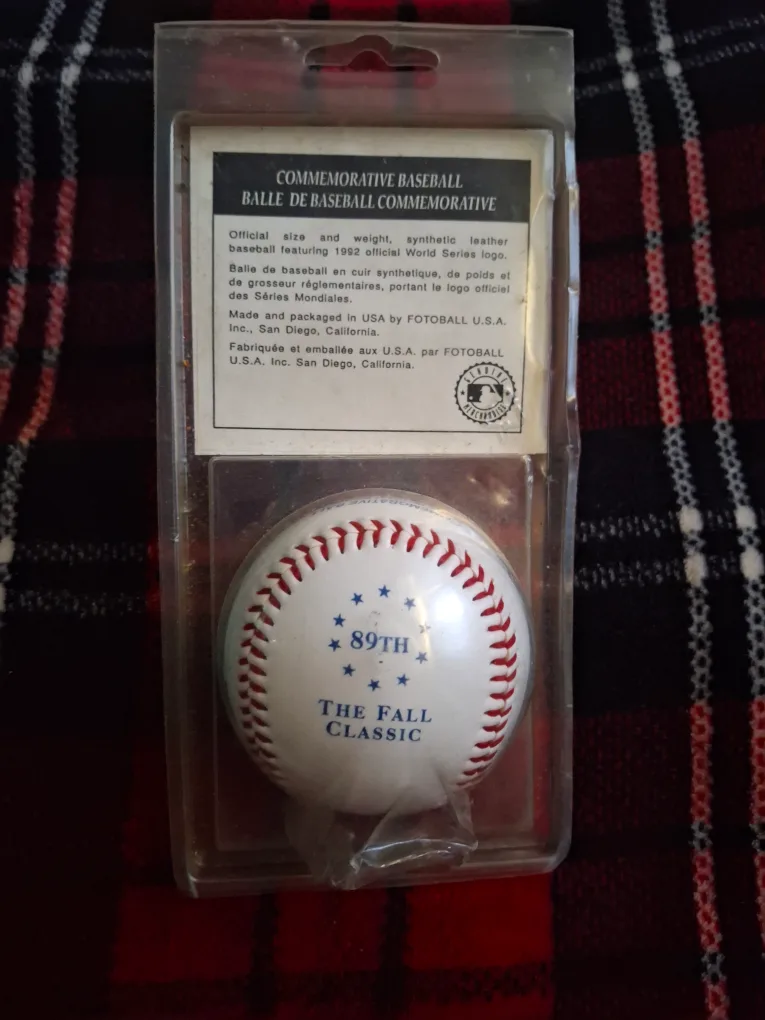 COMMEMORATIVE BASEBALL
BALLE DE BASEBALL COMMEMORATIVE
Official size and weight, synthetic leather
baseball featuring 1992 official World Series logo.
Balle de baseball en cuir synthetique, de poids et
de grosseur réglementaires, portant le logo officiel
des Séries Mondiales.
Made and packaged in USA by FOTOBALL U.S.A.
Inc., San Diego, California.
Fabriquée et emballée aux U.S.A. par FOTOBALL
U.S.A. Inc. San Diego, California.
GENUINE
MERCHANDISE
89TH
THE FALL
CLASSIC